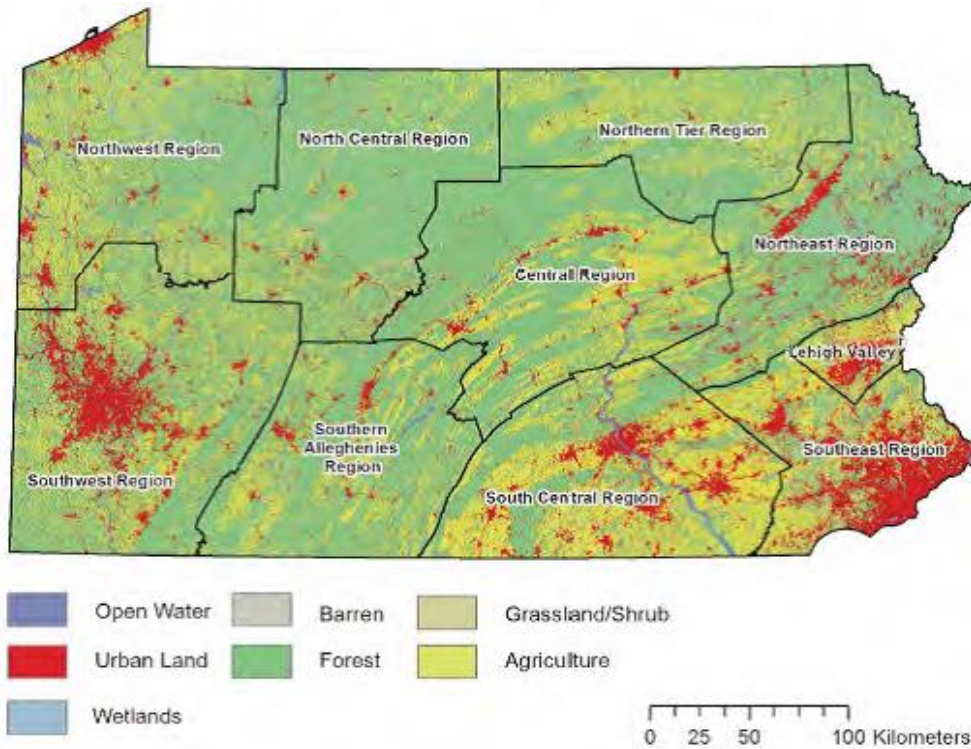 Northwest Region
North Central Region
Northern Tier Region
Northeast Region
Central Region
Lehigh Valley
Southern
Alleghenies
Region
Southeast Region
Southwest Region
South Central Region
Open Water
Barren
Grassland/Shrub
Urban Land
Forest
Agriculture
Wetlands
0 25 50 100 Kilometers